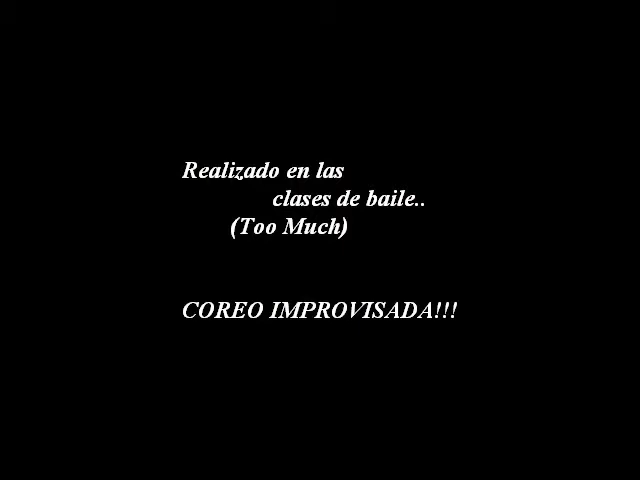 Realizado en las
clases de baile..
(Too Much)
COREO IMPROVISADA!!!